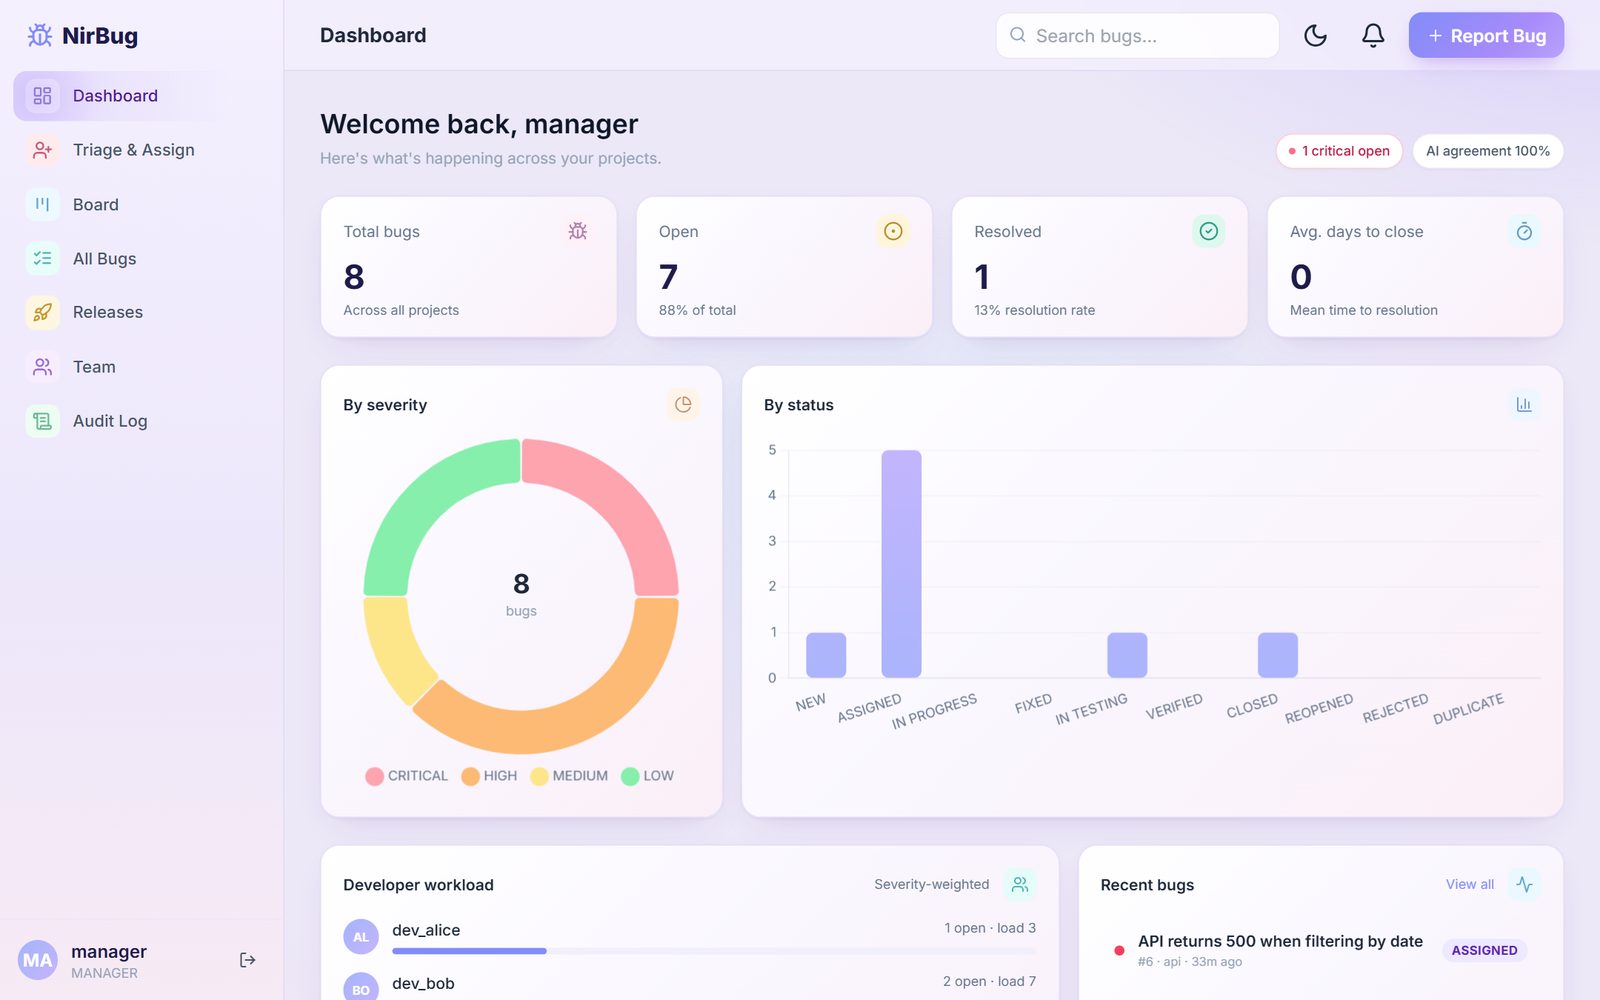 NirBug
Dashboard
Triage & Assign
Board
All Bugs
Releases
Team
Audit Log
MA
manager
MANAGER
Dashboard
Search bugs...
+ Report Bug
Welcome back, manager
Here's what's happening across your projects.
1 critical open
AI agreement 100%
Total bugs
8
Across all projects
Open
7
88% of total
Resolved
1
13% resolution rate
Avg. days to close
0
Mean time to resolution
By severity
8
bugs
CRITICAL HIGH MEDIUM LOW
By status
5
4
3
2
1
0
NEW ASSIGNED IN PROGRESS FIXED IN TESTING VERIFIED CLOSED REOPENED REJECTED DUPLICATE
Developer workload
Severity-weighted
AL
dev_alice
1 open · load 3
BO
dev_bob
2 open · load 7
Recent bugs
View all
API returns 500 when filtering by date
#6 · api · 33m ago
ASSIGNED